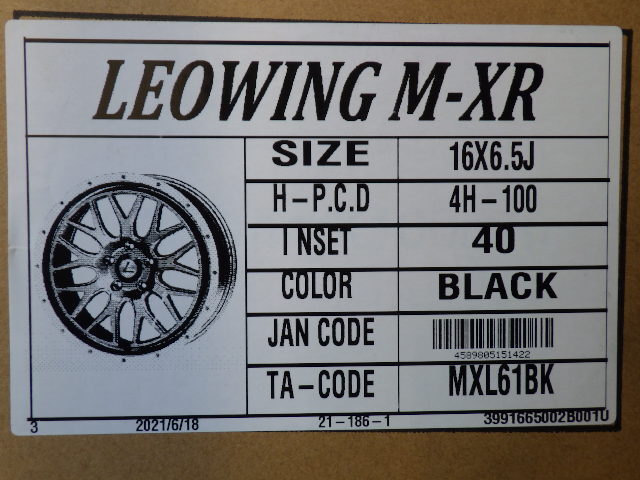 LEOWING M-XR
SIZE 16X6.5J
H-P.C.D 4H-100
INSET 40
COLOR BLACK
JAN CODE
4589805151422
TA-CODE MXL61BK
3 2021/6/18 21-186-1 3991665002B001U